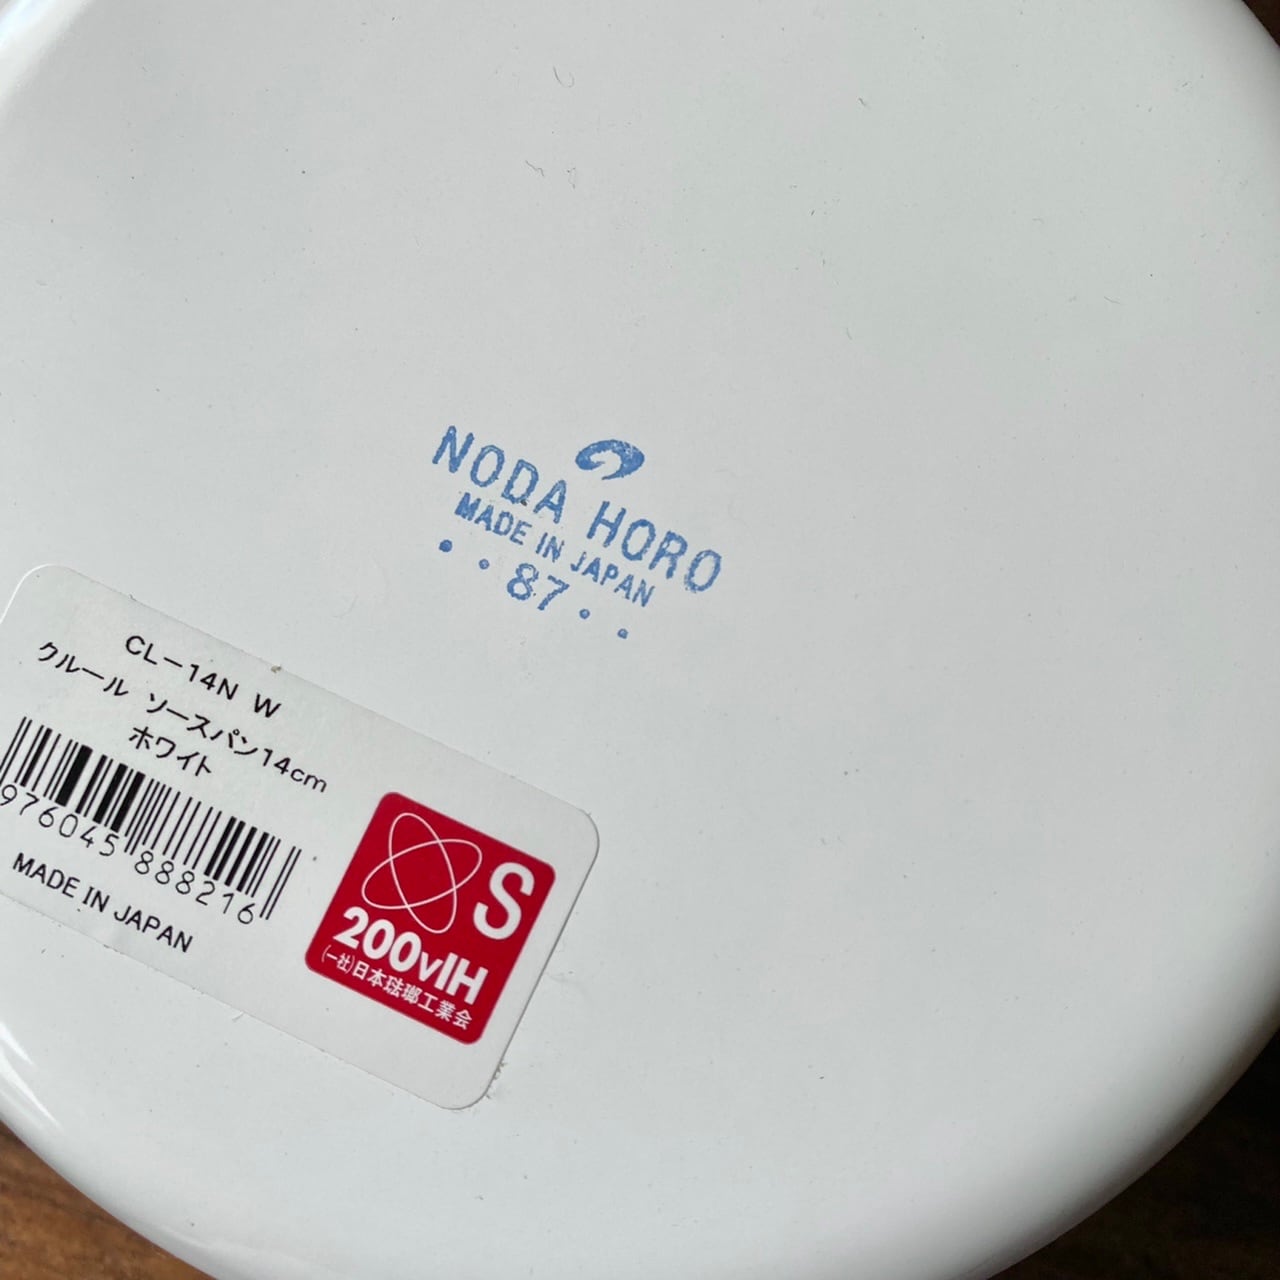 NODA HORO
MADE IN JAPAN
・・87・・
CL-14N W
クルール ソースパン14cm
ホワイト
976045 888216
MADE IN JAPAN
S
200vIH
(一社)日本琺瑯工業会